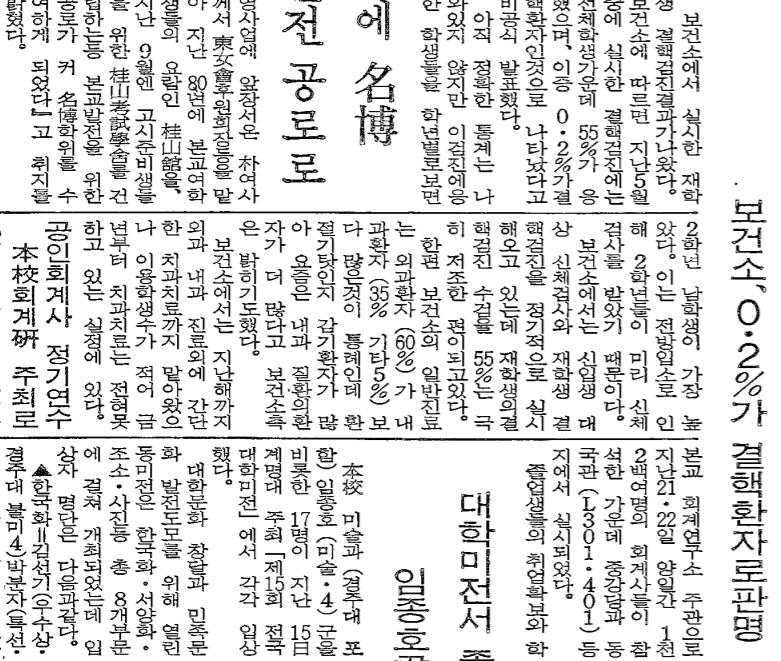 보건소, 0·2%가 결핵환자로판명
보건소에서 실시한 재학
생 결핵검진결과가나왔다.
보건소에 따르면 지난5월
중에 실시한 결핵검진에는
전체학생가운데 55%가 응
했으며, 이중 0·2%가결
핵환자인것으로 나타났다고
비공식 발표했다.
아직 정확한 통계는 나
와있지 않지만 이검진에응
한 학생들을 학년별로보면
2학년 남학생이 가장 높
았다. 이는 전방입소로 인
해 2학년들이 미리 신체
검사를 받았기 때문이다.
보건소에서는 신입생 대
상 신체검사와 재학생 결
핵검진을 정기적으로 실시
해오고 있는데 재학생의결
핵검진 수검률 55%는 극
히 저조한 편이되고있다.
한편 보건소의 일반진료
는 외과환자(60%)가 내
과환자(35% 기타5%)보
다 많은것이 통례인데 환
절기탓인지 감기환자가 많
아 요즘은 내과 질환의환
자가 더 많다고 보건소측
은 밝히기도했다.
보건소에서는 지난해까지
외과 내과 진료외에 간단
한 치과치료까지 맡아왔으
나 이용학생수가 적어 금
년부터 치과치료는 전현못
하고 있는 실정에 있다.
에 名博
전 공로로
영사업에 앞장서온 하여사
께서 東女會후원회장등을 맡
아 지난 80년에 본교여학
생들의 요람인 桂山館을,
지난 9월엔 고시준비생들
을 위한 桂山考試學舍를 건
립하는등 본교발전을 위한
공로가 커 名博학위를 수
여하게 되었다」고 취지를
밝혔다.
공인회계사 정기연수
本校회계硏 주최로
본교 회계연구소 주관으로
지난21·22일 양일간 1천
2백여명의 회계사들이 참
석한 가운데 중강당과 동
국관(L301·401)등
지에서 실시되었다.
졸업생들의 취업확보와 학
대학미전서
임종호
本校 미술과(경주대 포
할)임종호(미술·4)군을
비롯한 17명이 지난 15日
계명대 주최 「제15회 전국
대학미전」에서 각각 입상
했다.
대학문화 창달과 민족문
화 발전도모를 위해 열린
동미전은 한국화·서양화·
조소·사진등 총 8개부문
에 걸쳐 개최되었는데 입
상자 명단은 다음과같다.
▲한국화=김선기(우수상·
경주대 불미4)박분자(특선·